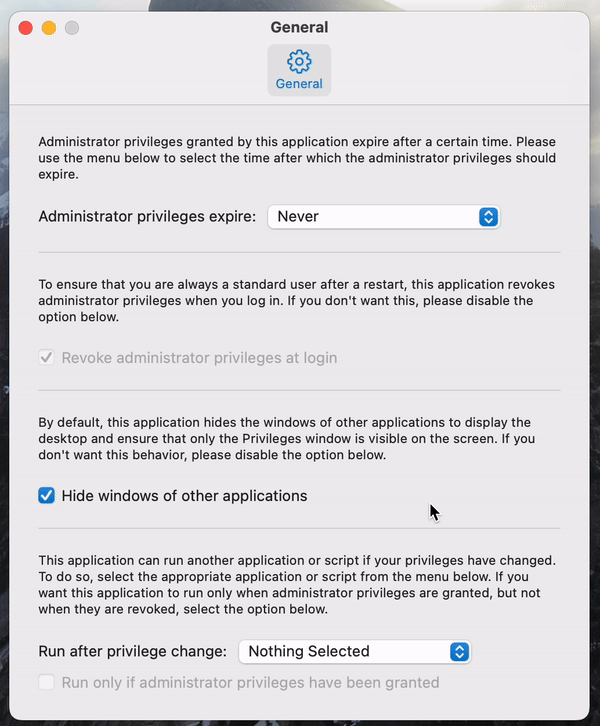 General
General
Administrator privileges granted by this application expire after a certain time. Please
use the menu below to select the time after which the administrator privileges should
expire.
Administrator privileges expire: Never
To ensure that you are always a standard user after a restart, this application revokes
administrator privileges when you log in. If you don't want this, please disable the
option below.
Revoke administrator privileges at login
By default, this application hides the windows of other applications to display the
desktop and ensure that only the Privileges window is visible on the screen. If you
don't want this behavior, please disable the option below.
Hide windows of other applications
This application can run another application or script if your privileges have changed.
To do so, select the appropriate application or script from the menu below. If you
want this application to run only when administrator privileges are granted, but not
when they are revoked, select the option below.
Run after privilege change: Nothing Selected
Run only if administrator privileges have been granted